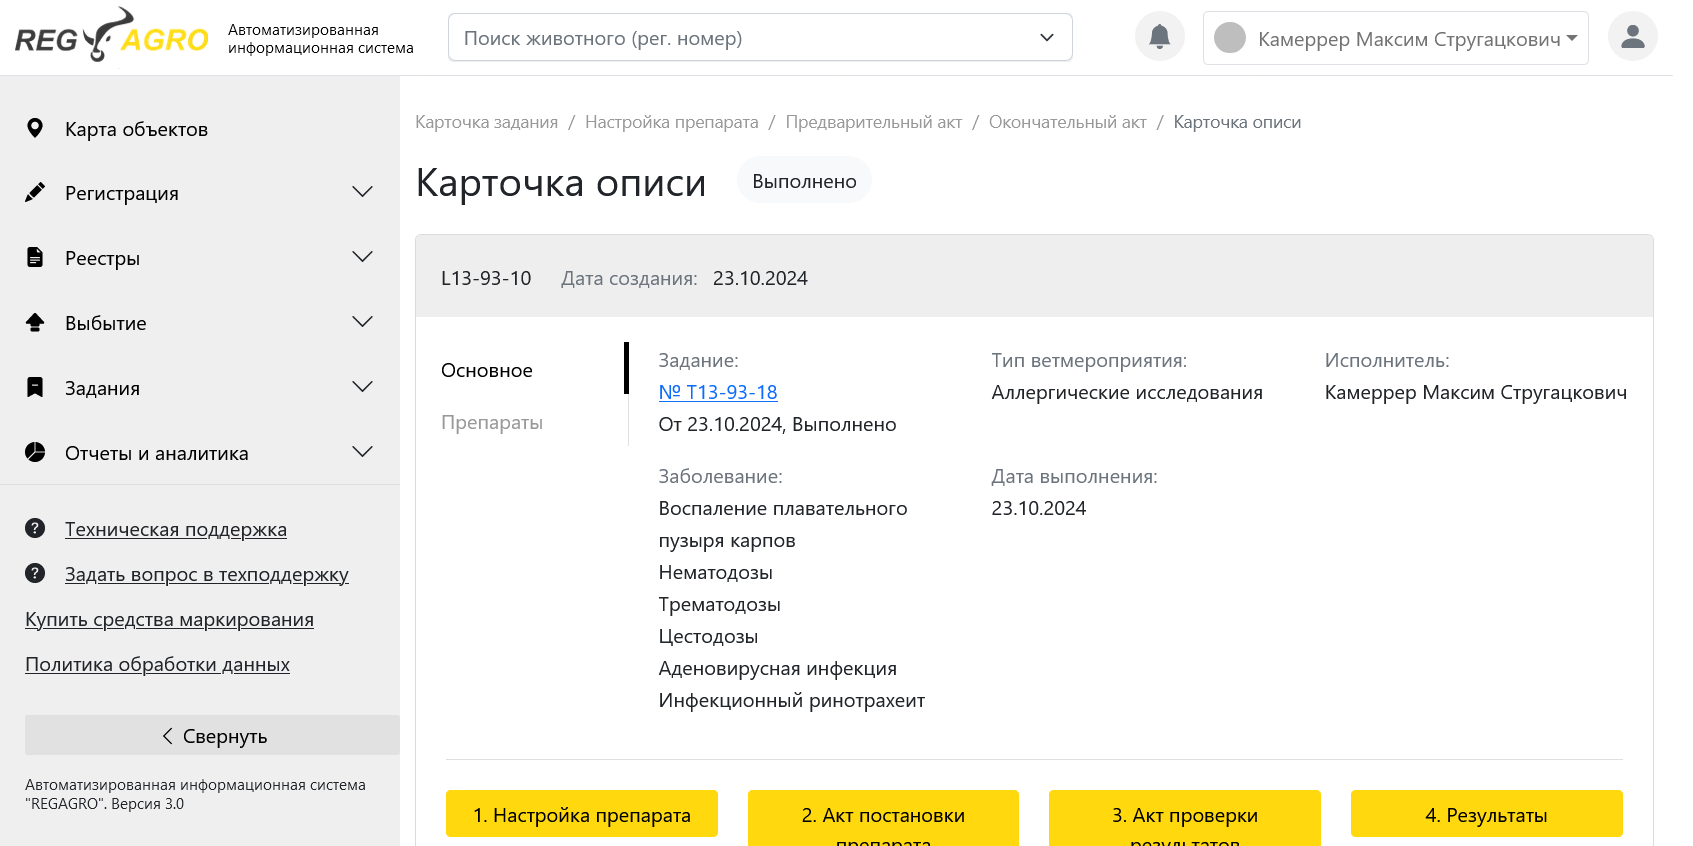 REG AGRO
Автоматизированная
информационная система
Поиск животного (рег. номер)
Камеррер Максим Стругацкович
Карта объектов
Регистрация
Реестры
Выбытие
Задания
Отчеты и аналитика
Техническая поддержка
Задать вопрос в техподдержку
Купить средства маркирования
Политика обработки данных
Свернуть
Автоматизированная информационная система
"REGAGRO". Версия 3.0
Карточка задания / Настройка препарата / Предварительный акт / Окончательный акт / Карточка описи
Карточка описи
Выполнено
L13-93-10 Дата создания: 23.10.2024
Основное
Препараты
Задание:
№ T13-93-18
От 23.10.2024, Выполнено
Тип ветмероприятия:
Аллергические исследования
Исполнитель:
Камеррер Максим Стругацкович
Заболевание:
Воспаление плавательного
пузыря карпов
Нематодозы
Трематодозы
Цестодозы
Аденовирусная инфекция
Инфекционный ринотрахеит
Дата выполнения:
23.10.2024
1. Настройка препарата
2. Акт постановки
препарата
3. Акт проверки
результатов
4. Результаты